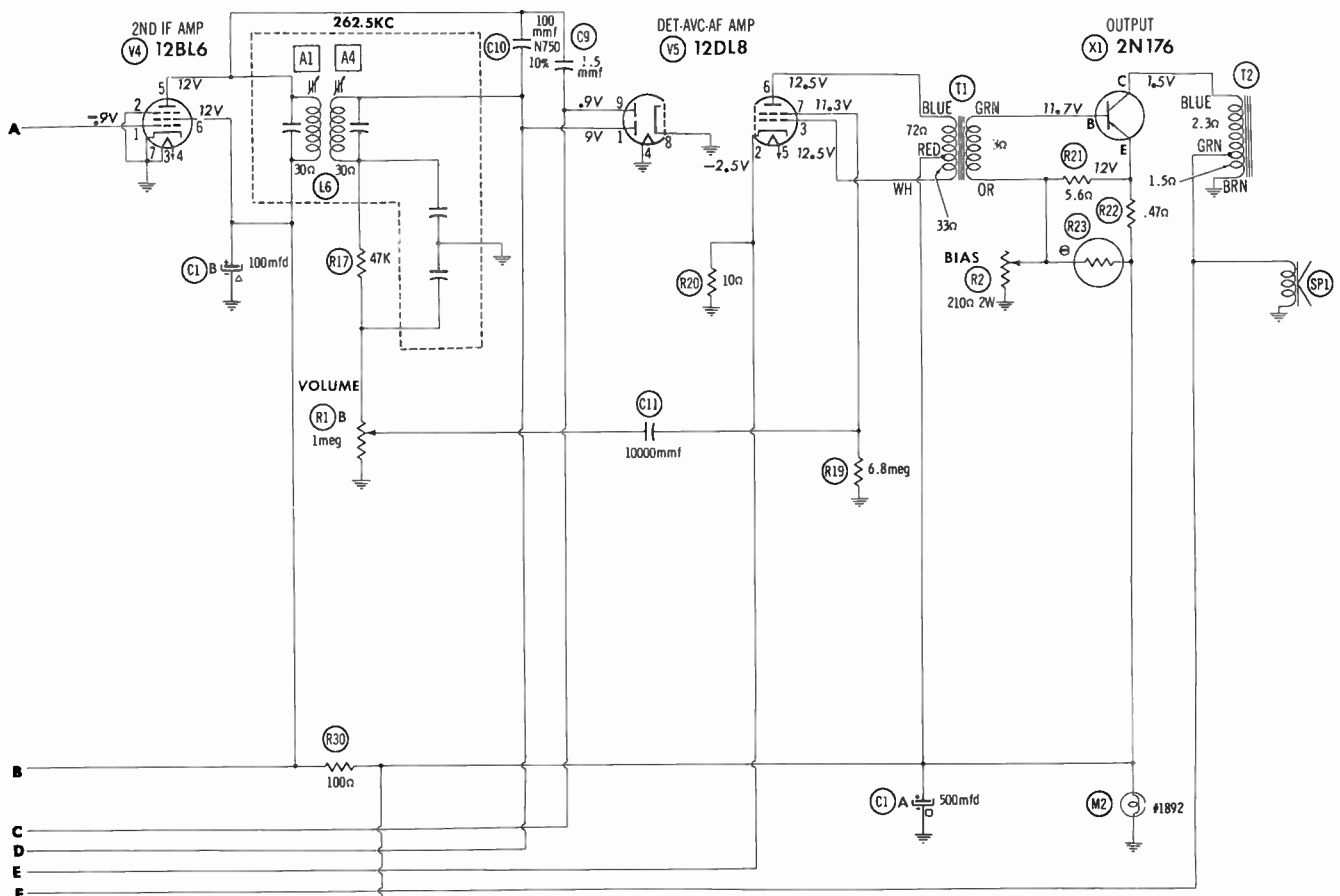 262.5KC
2ND IF AMP
V4 12BL6
A1
A4
C10
100
mmf
N750
10%
C9
1.5
mmf
DET-AVC-AF AMP
V5 12DL8
OUTPUT
X1 2N176
5
12V
2
1
6
12V
7
3
4
-.9V
A
30Ω
30Ω
L6
C1 B
100mfd
R17
47K
9
.9V
1
9V
4
8
6
12.5V
7
11.3V
3
12.5V
2
5
-2.5V
T1
BLUE
72Ω
RED
WH
33Ω
GRN
3Ω
OR
11.7V
C
1.5V
B
E
T2
BLUE
2.3Ω
GRN
1.5Ω
BRN
R21
12V
5.6Ω
R22
.47Ω
R23
BIAS
R2
210Ω 2W
SP1
R20
10Ω
VOLUME
R1 B
1meg
C11
10000mmf
R19
6.8meg
R30
100Ω
B
C1 A
500mfd
M2
#1892
C
D
E
F